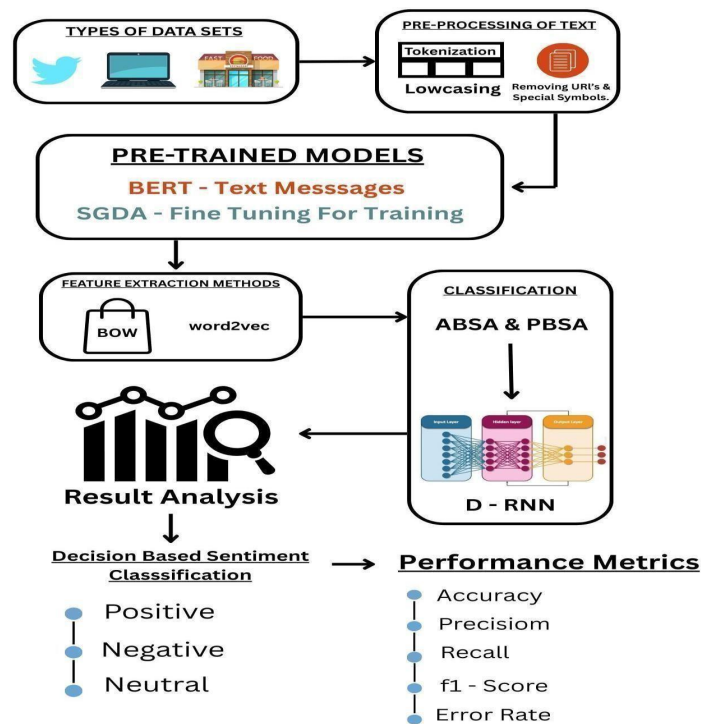 TYPES OF DATA SETS
FAST FOOD
PRE-PROCESSING OF TEXT
Tokenization
Lowcasing
Removing URl's &
Special Symbols.
PRE-TRAINED MODELS
BERT - Text Messsages
SGDA - Fine Tuning For Training
FEATURE EXTRACTION METHODS
BOW
word2vec
CLASSIFICATION
ABSA & PBSA
Input Layer
Hidden layer
Output Layer
D - RNN
Result Analysis
Decision Based Sentiment
Classsification
Positive
Negative
Neutral
Performance Metrics
Accuracy
Precisiom
Recall
f1 - Score
Error Rate